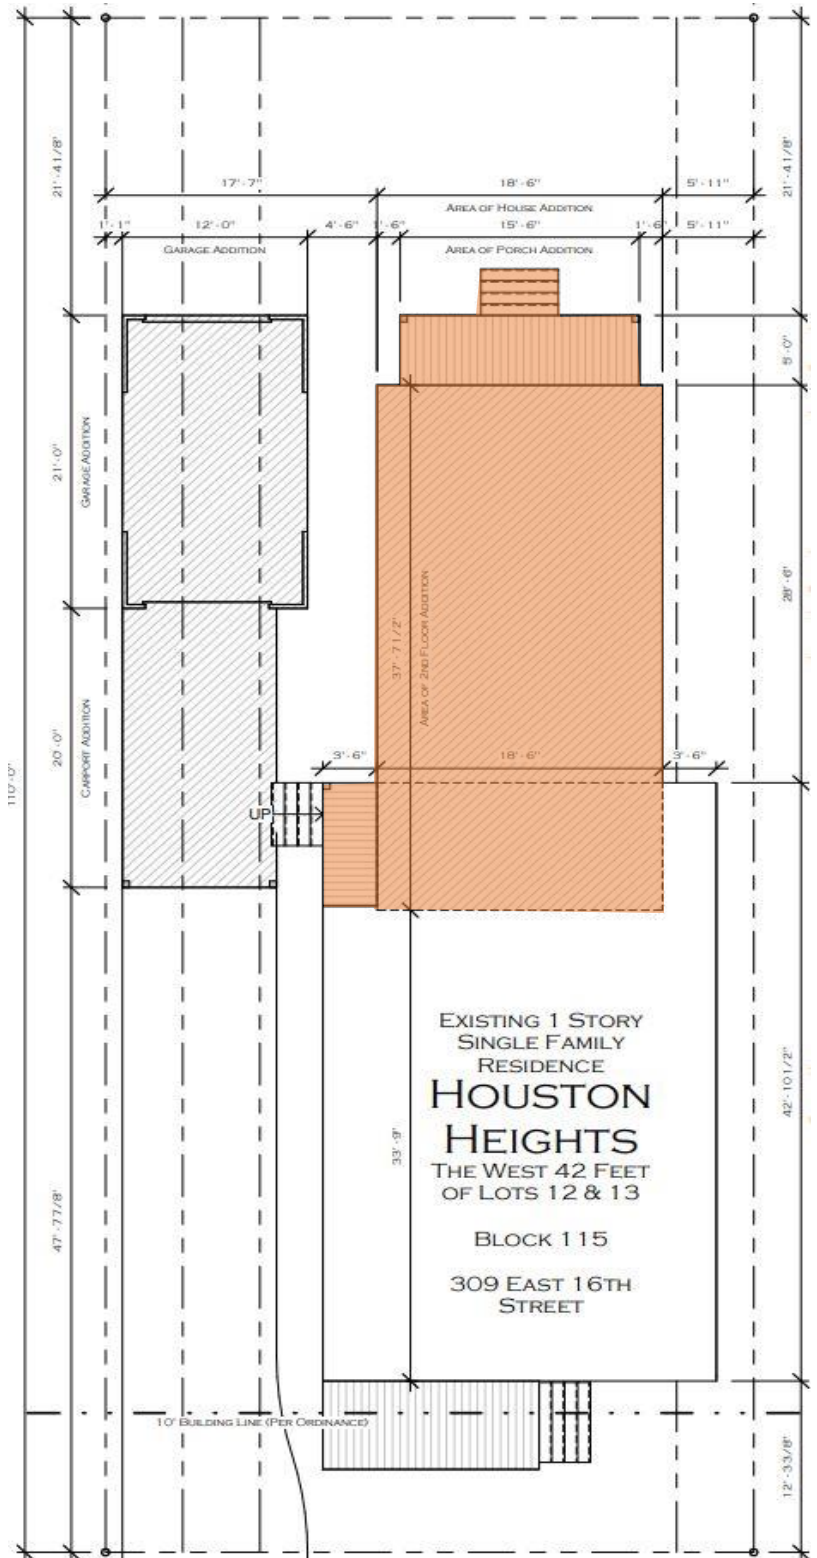 21'-4 1/8"
21'-4 1/8"
17'-7"
18'-6"
5'-11"
AREA OF HOUSE ADDITION
1'-1"
12'-0"
4'-6"
1'-6"
15'-6"
1'-6"
5'-11"
GARAGE ADDITION
AREA OF PORCH ADDITION
5'-0"
21'-0"
GARAGE ADDITION
28'-6"
37'-7 1/2"
AREA OF 2ND FLOOR ADDITION
20'-0"
CARPORT ADDITION
3'-6"
18'-6"
3'-6"
110'-0"
UP
EXISTING 1 STORY
SINGLE FAMILY
RESIDENCE
HOUSTON
HEIGHTS
THE WEST 42 FEET
OF LOTS 12 & 13
BLOCK 115
309 EAST 16TH
STREET
33'-9"
42'-10 1/2"
47'-7 7/8"
10' BUILDING LINE (PER ORDINANCE)
12'-3 3/8"